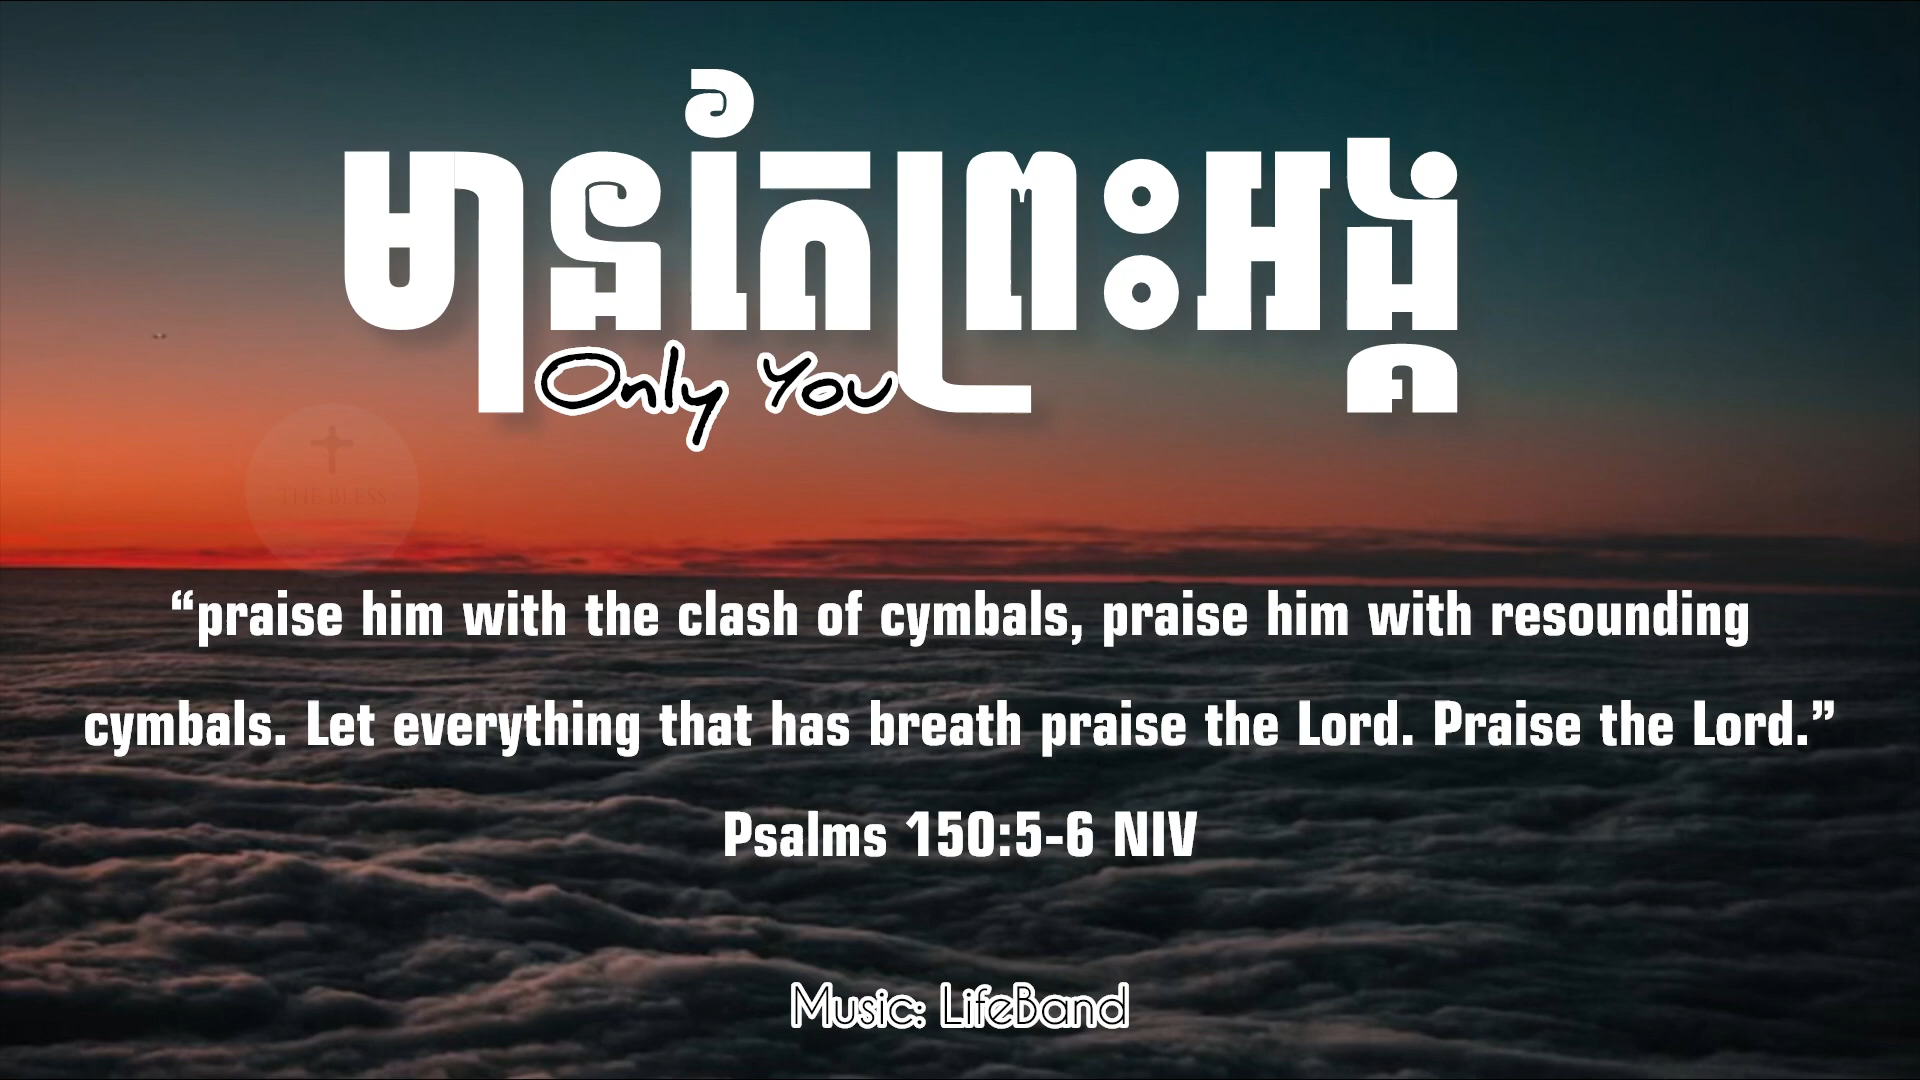 មានតែព្រះអង្គ
Only You
THE BLESS
“praise him with the clash of cymbals, praise him with resounding
cymbals. Let everything that has breath praise the Lord. Praise the Lord.”
Psalms 150:5-6 NIV
Music: LifeBand